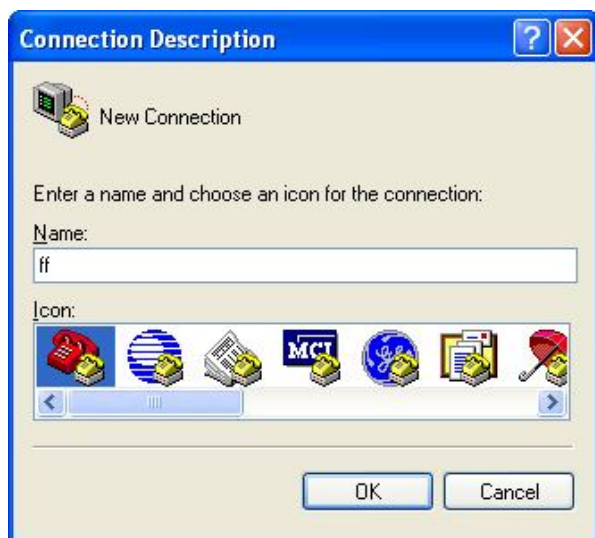 Connection Description
New Connection
Enter a name and choose an icon for the connection:
Name:
ff
Icon:
MCI
OK Cancel